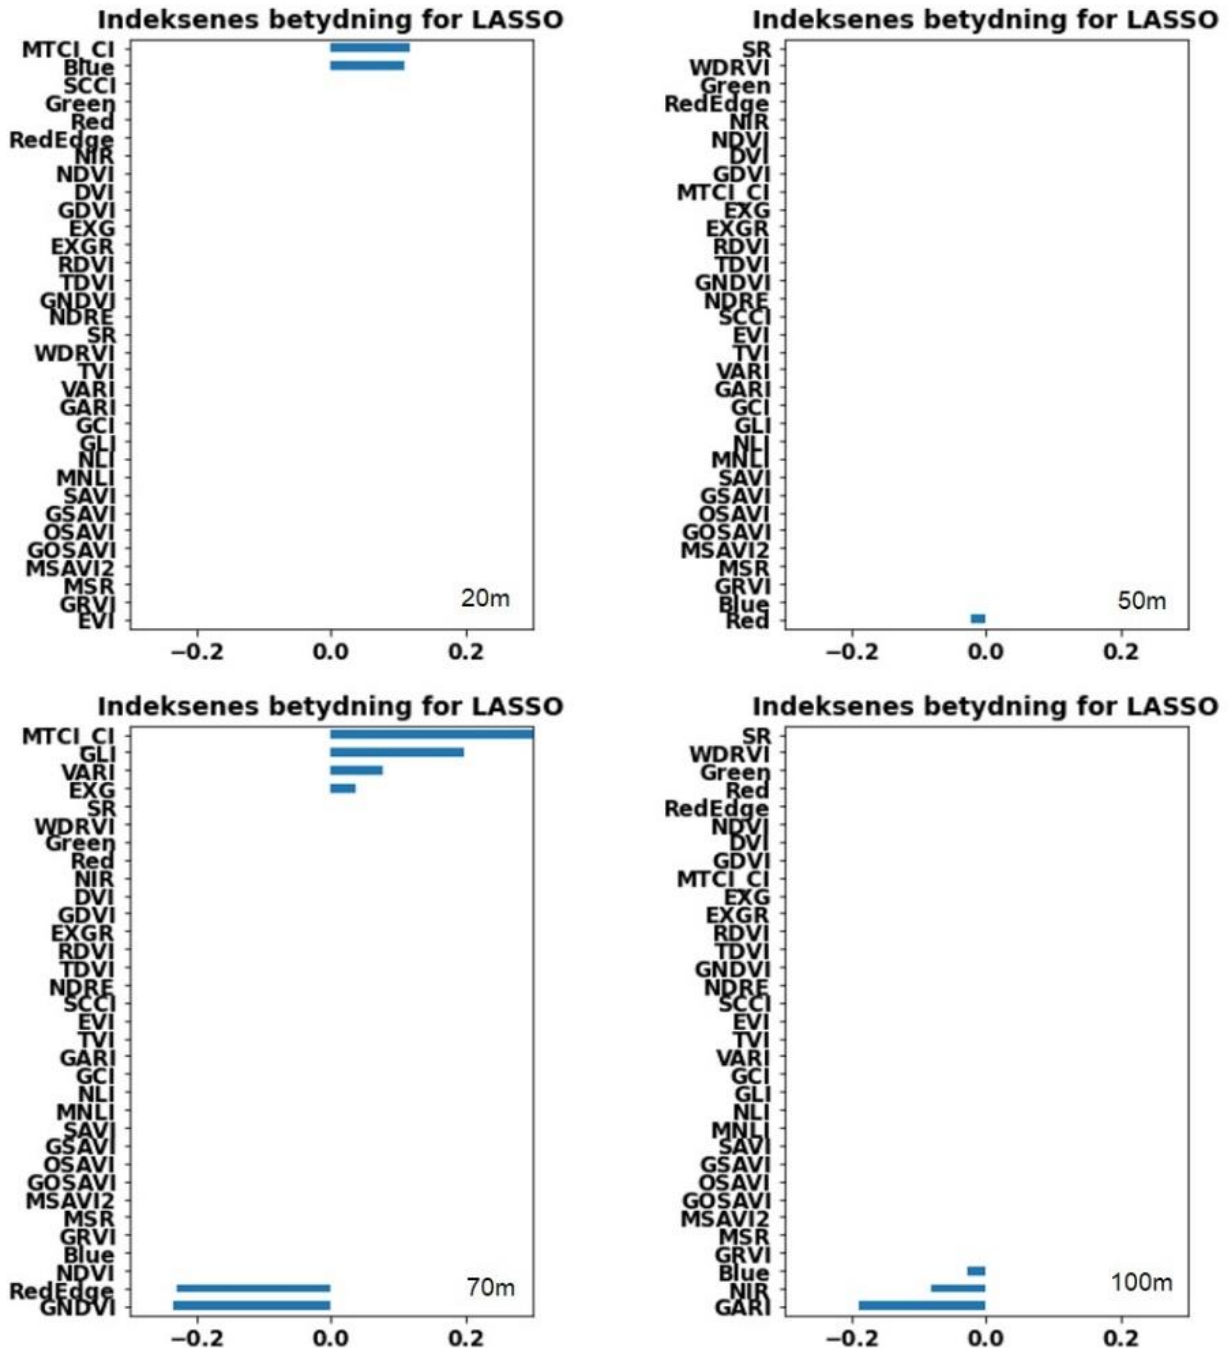 Indeksenes betydning for LASSO
MTCI_CI
Blue
SCCI
Green
Red
RedEdge
NIR
NDVI
DVI
GDVI
EXG
EXGR
RDVI
TDVI
GNDVI
NDRE
SR
WDRVI
TVI
VARI
GARI
GCI
GLI
NLI
MNLI
SAVI
GSAVI
OSAVI
GOSAVI
MSAVI2
MSR
GRVI
EVI
20m
−0.2 0.0 0.2
Indeksenes betydning for LASSO
SR
WDRVI
Green
RedEdge
NIR
NDVI
DVI
GDVI
MTCI_CI
EXG
EXGR
RDVI
TDVI
GNDVI
NDRE
SCCI
EVI
TVI
VARI
GARI
GCI
GLI
NLI
MNLI
SAVI
GSAVI
OSAVI
GOSAVI
MSAVI2
MSR
GRVI
Blue
Red
50m
−0.2 0.0 0.2
Indeksenes betydning for LASSO
MTCI_CI
GLI
VARI
EXG
SR
WDRVI
Green
Red
NIR
DVI
GDVI
EXGR
RDVI
TDVI
NDRE
SCCI
EVI
TVI
GARI
GCI
NLI
MNLI
SAVI
GSAVI
OSAVI
GOSAVI
MSAVI2
MSR
GRVI
Blue
NDVI
RedEdge
GNDVI
70m
−0.2 0.0 0.2
Indeksenes betydning for LASSO
SR
WDRVI
Green
Red
RedEdge
NDVI
DVI
GDVI
MTCI_CI
EXG
EXGR
RDVI
TDVI
GNDVI
NDRE
SCCI
EVI
TVI
VARI
GCI
GLI
NLI
MNLI
SAVI
GSAVI
OSAVI
GOSAVI
MSAVI2
MSR
GRVI
Blue
NIR
GARI
100m
−0.2 0.0 0.2